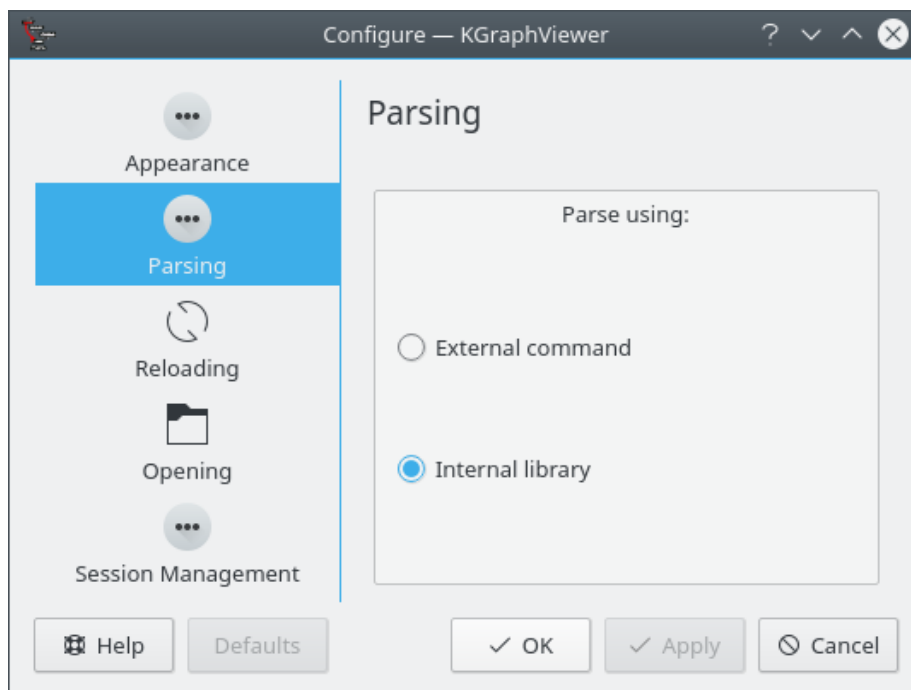 Configure — KGraphViewer
Appearance
Parsing
Reloading
Opening
Session Management
Parsing
Parse using:
External command
Internal library
Help
Defaults
OK
Apply
Cancel